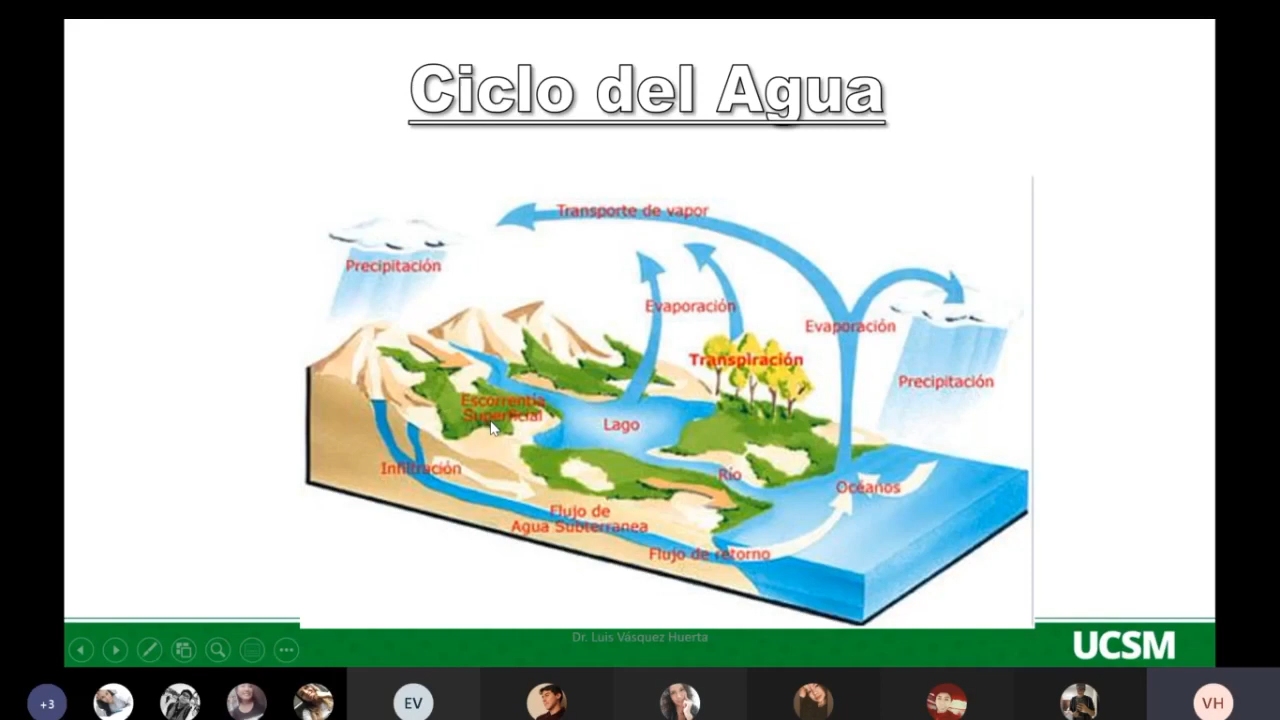 Ciclo del Agua
Transporte de vapor
Precipitación
Evaporación
Evaporación
Transpiración
Precipitación
Escorrentia
Superficial
Lago
Infiltración
Río
Océanos
Flujo de
Agua Subterranea
Flujo de retorno
Dr. Luis Vásquez Huerta
UCSM
+3
EV
VH